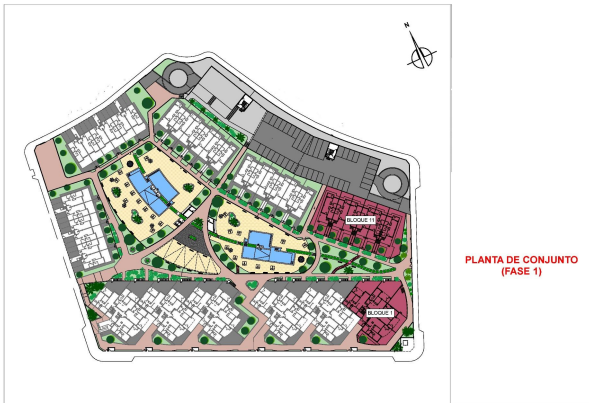 N
BLOQUE 11
PLANTA DE CONJUNTO
(FASE 1)
BLOQUE 1